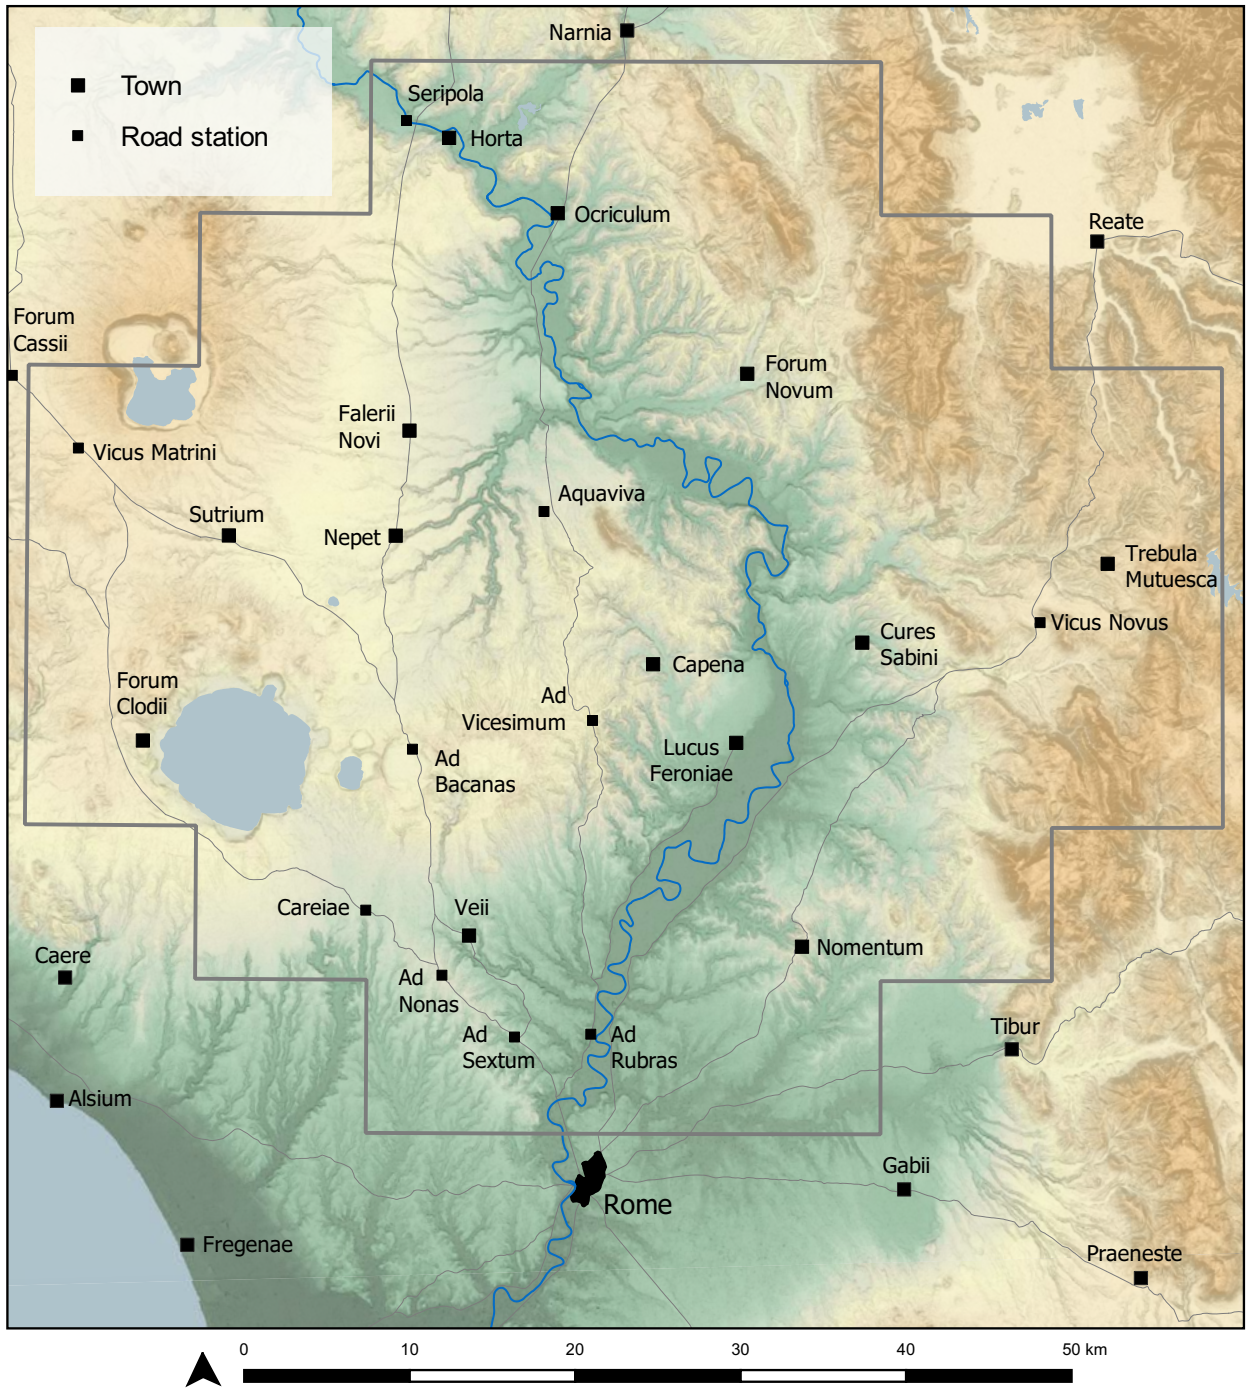 Narnia
Town
Road station
Seripola
Horta
Ocriculum
Reate
Forum
Cassii
Forum
Novum
Falerii
Novi
Vicus Matrini
Aquaviva
Sutrium
Nepet
Trebula
Mutuesca
Vicus Novus
Cures
Sabini
Capena
Forum
Clodii
Ad
Vicesimum
Lucus
Feroniae
Ad
Bacanas
Careiae
Veii
Nomentum
Caere
Ad
Nonas
Ad
Sextum
Ad
Rubras
Tibur
Alsium
Gabii
Rome
Fregenae
Praeneste
0 10 20 30 40 50 km